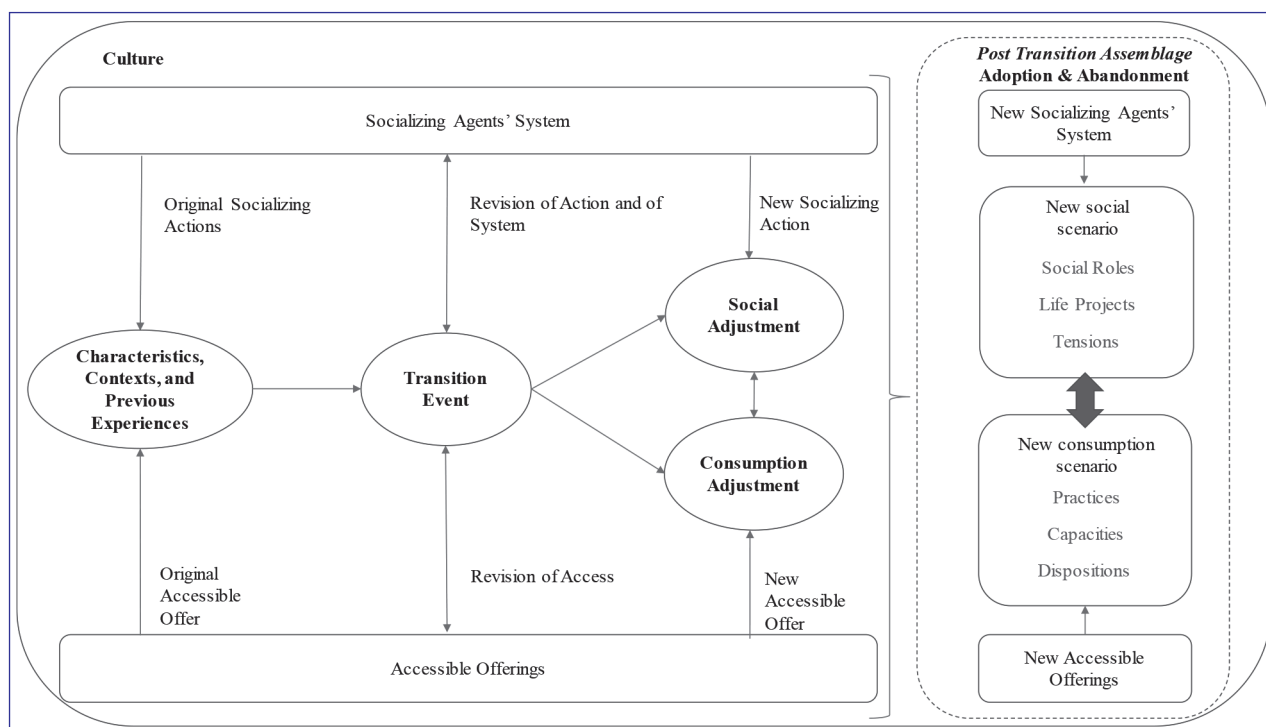 Culture
Socializing Agents' System
Original Socializing
Actions
Revision of Action and of
System
New Socializing
Action
Social
Adjustment
Characteristics,
Contexts, and
Previous
Experiences
Transition
Event
Consumption
Adjustment
Original
Accessible
Offer
Revision of Access
New
Accessible
Offer
Accessible Offerings
Post Transition Assemblage
Adoption & Abandonment
New Socializing Agents'
System
New social
scenario
Social Roles
Life Projects
Tensions
New consumption
scenario
Practices
Capacities
Dispositions
New Accessible
Offerings